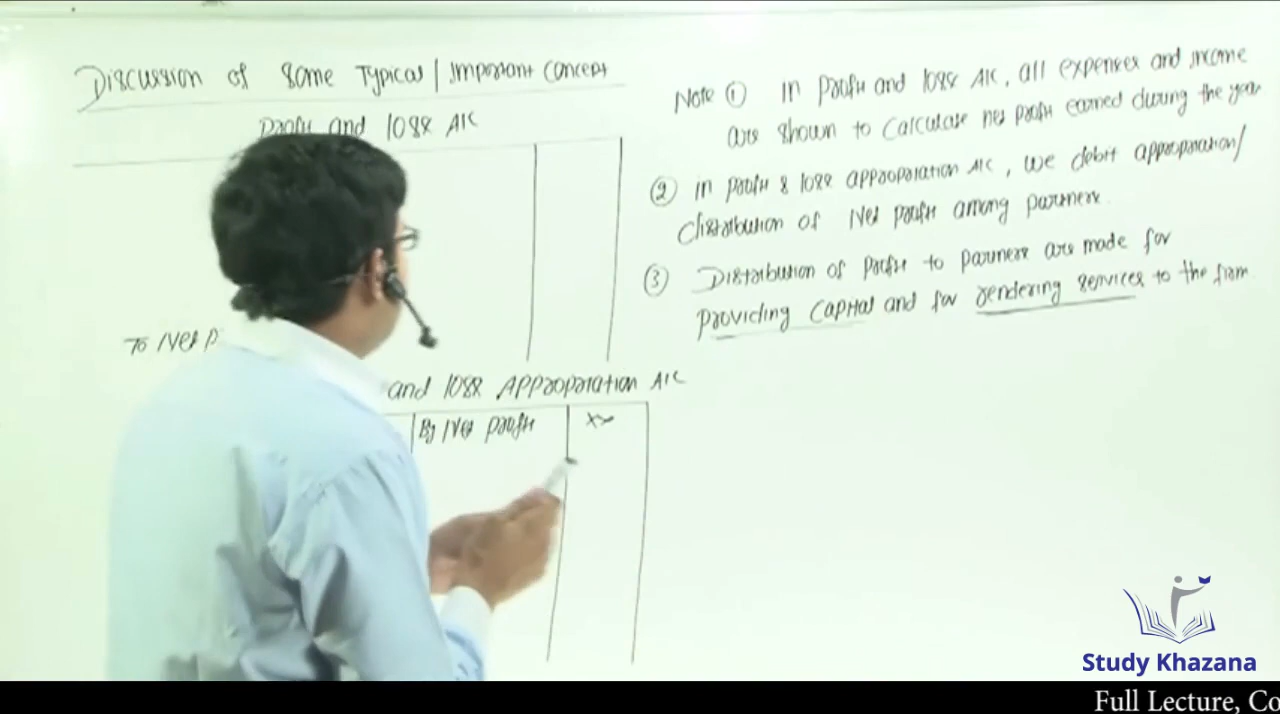 Discussion of Some Typical / Important Concept
Profit and loss A/c
To Net P
and loss Appropriation A/c
By Net profit xx
Note ① In Profit and loss A/c, all expenses and income
are shown to calculate net profit earned during the year
② In profit & loss appropriation A/c, we debit appropriation/
distribution of Net profit among partners.
③ Distribution of profit to partners are made for
providing capital and for rendering services to the firm
Study Khazana
Full Lecture, Co